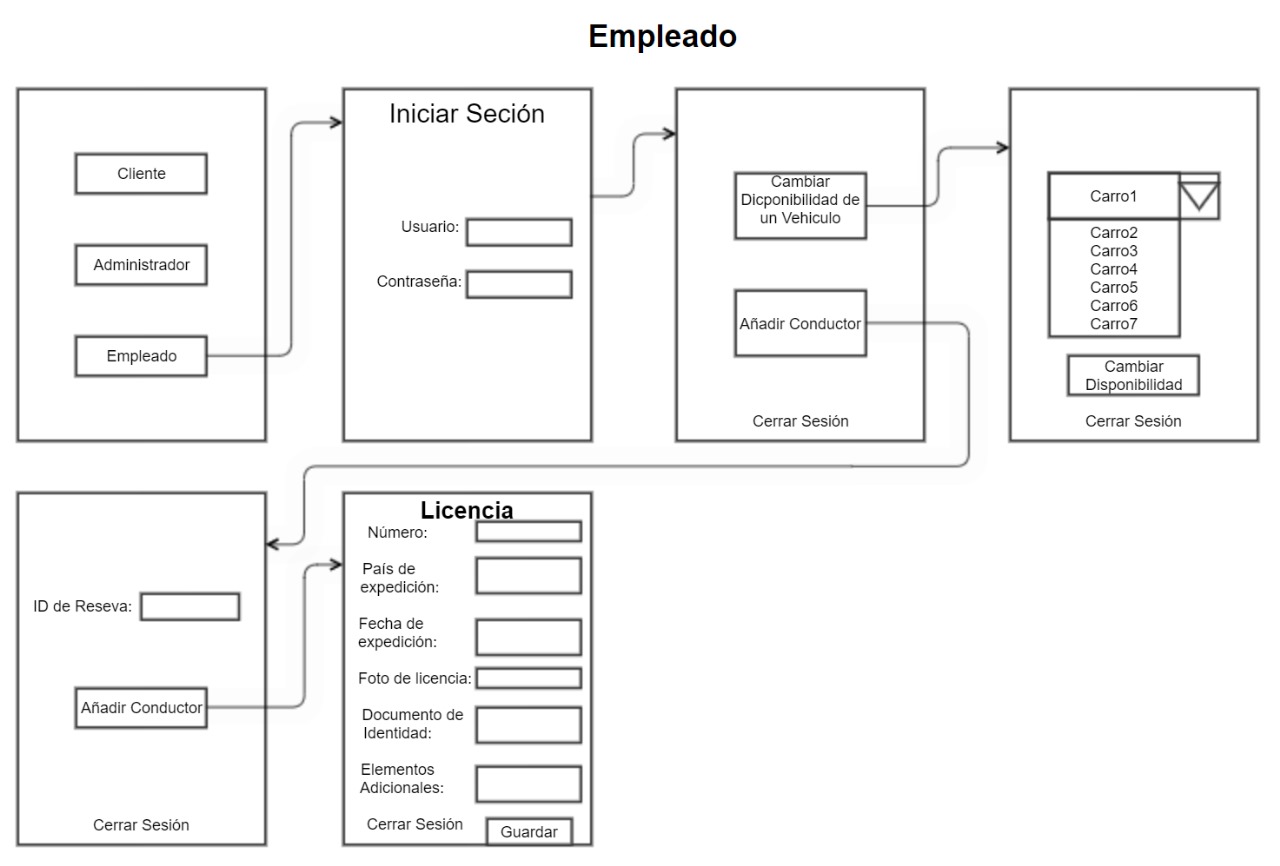 Empleado
Cliente
Administrador
Empleado
Iniciar Seción
Usuario:
Contraseña:
Cambiar
Dicponibilidad de
un Vehiculo
Añadir Conductor
Cerrar Sesión
Carro1
Carro2
Carro3
Carro4
Carro5
Carro6
Carro7
Cambiar
Disponibilidad
Cerrar Sesión
ID de Reseva:
Añadir Conductor
Cerrar Sesión
Licencia
Número:
País de
expedición:
Fecha de
expedición:
Foto de licencia:
Documento de
Identidad:
Elementos
Adicionales:
Cerrar Sesión
Guardar